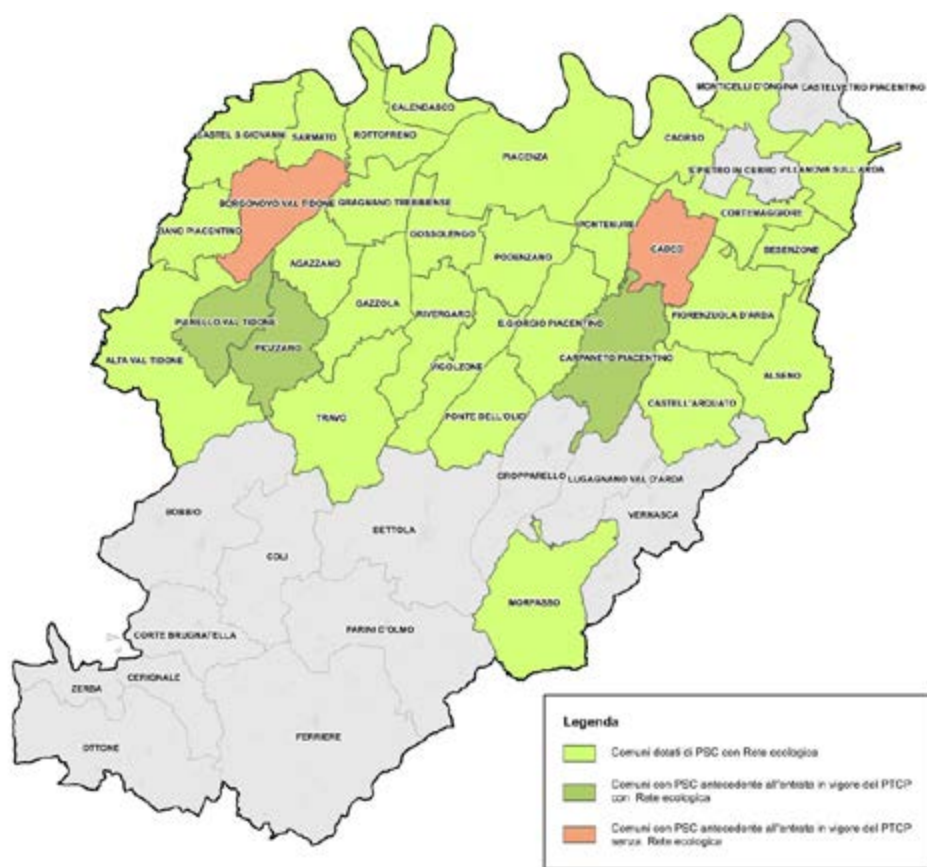 MONTICELLI D'ONGINA
CASTELVETRO PIACENTINO
CALENDASCO
CASTEL S.GIOVANNI
SARMATO
ROTTOFRENO
CAORSO
PIACENZA
S.PIETRO IN CERRO
VILLANOVA SULL'ARDA
BORGONOVO VAL TIDONE
GRAGNANO TREBBIENSE
CORTEMAGGIORE
PONTENURE
GOSSOLENGO
CADEO
BESENZONE
PODENZANO
AGAZZANO
GAZZOLA
RIVERGARO
FIORENZUOLA D'ARDA
PIANELLO VAL TIDONE
S.GIORGIO PIACENTINO
PIOZZANO
CARPANETO PIACENTINO
ALTA VAL TIDONE
VIGOLZONE
ALSENO
CASTELL'ARQUATO
TRAVO
PONTE DELL'OLIO
GROPPARELLO
LUGAGNANO VAL D'ARDA
BOBBIO
VERNASCA
BETTOLA
COLI
MORFASSO
FARINI D'OLMO
CORTE BRUGNATELLA
CERIGNALE
ZERBA
FERRIERE
OTTONE
Legenda
Comuni dotati di PSC con Rete ecologica
Comuni con PSC antecedente all'entrata in vigore del PTCP
con Rete ecologica
Comuni con PSC antecedente all'entrata in vigore del PTCP
senza Rete ecologica